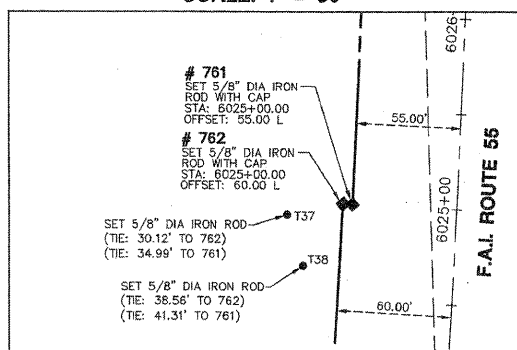 # 761
SET 5/8" DIA IRON
ROD WITH CAP
STA: 6025+00.00
OFFSET: 55.00 L
# 762
SET 5/8" DIA IRON
ROD WITH CAP
STA: 6025+00.00
OFFSET: 60.00 L
55.00'
6026
6025+00
F.A.I. ROUTE 55
T37
SET 5/8" DIA IRON ROD
(TIE: 30.12' TO 762)
(TIE: 34.99' TO 761)
T38
SET 5/8" DIA IRON ROD
(TIE: 38.56' TO 762)
(TIE: 41.31' TO 761)
60.00'